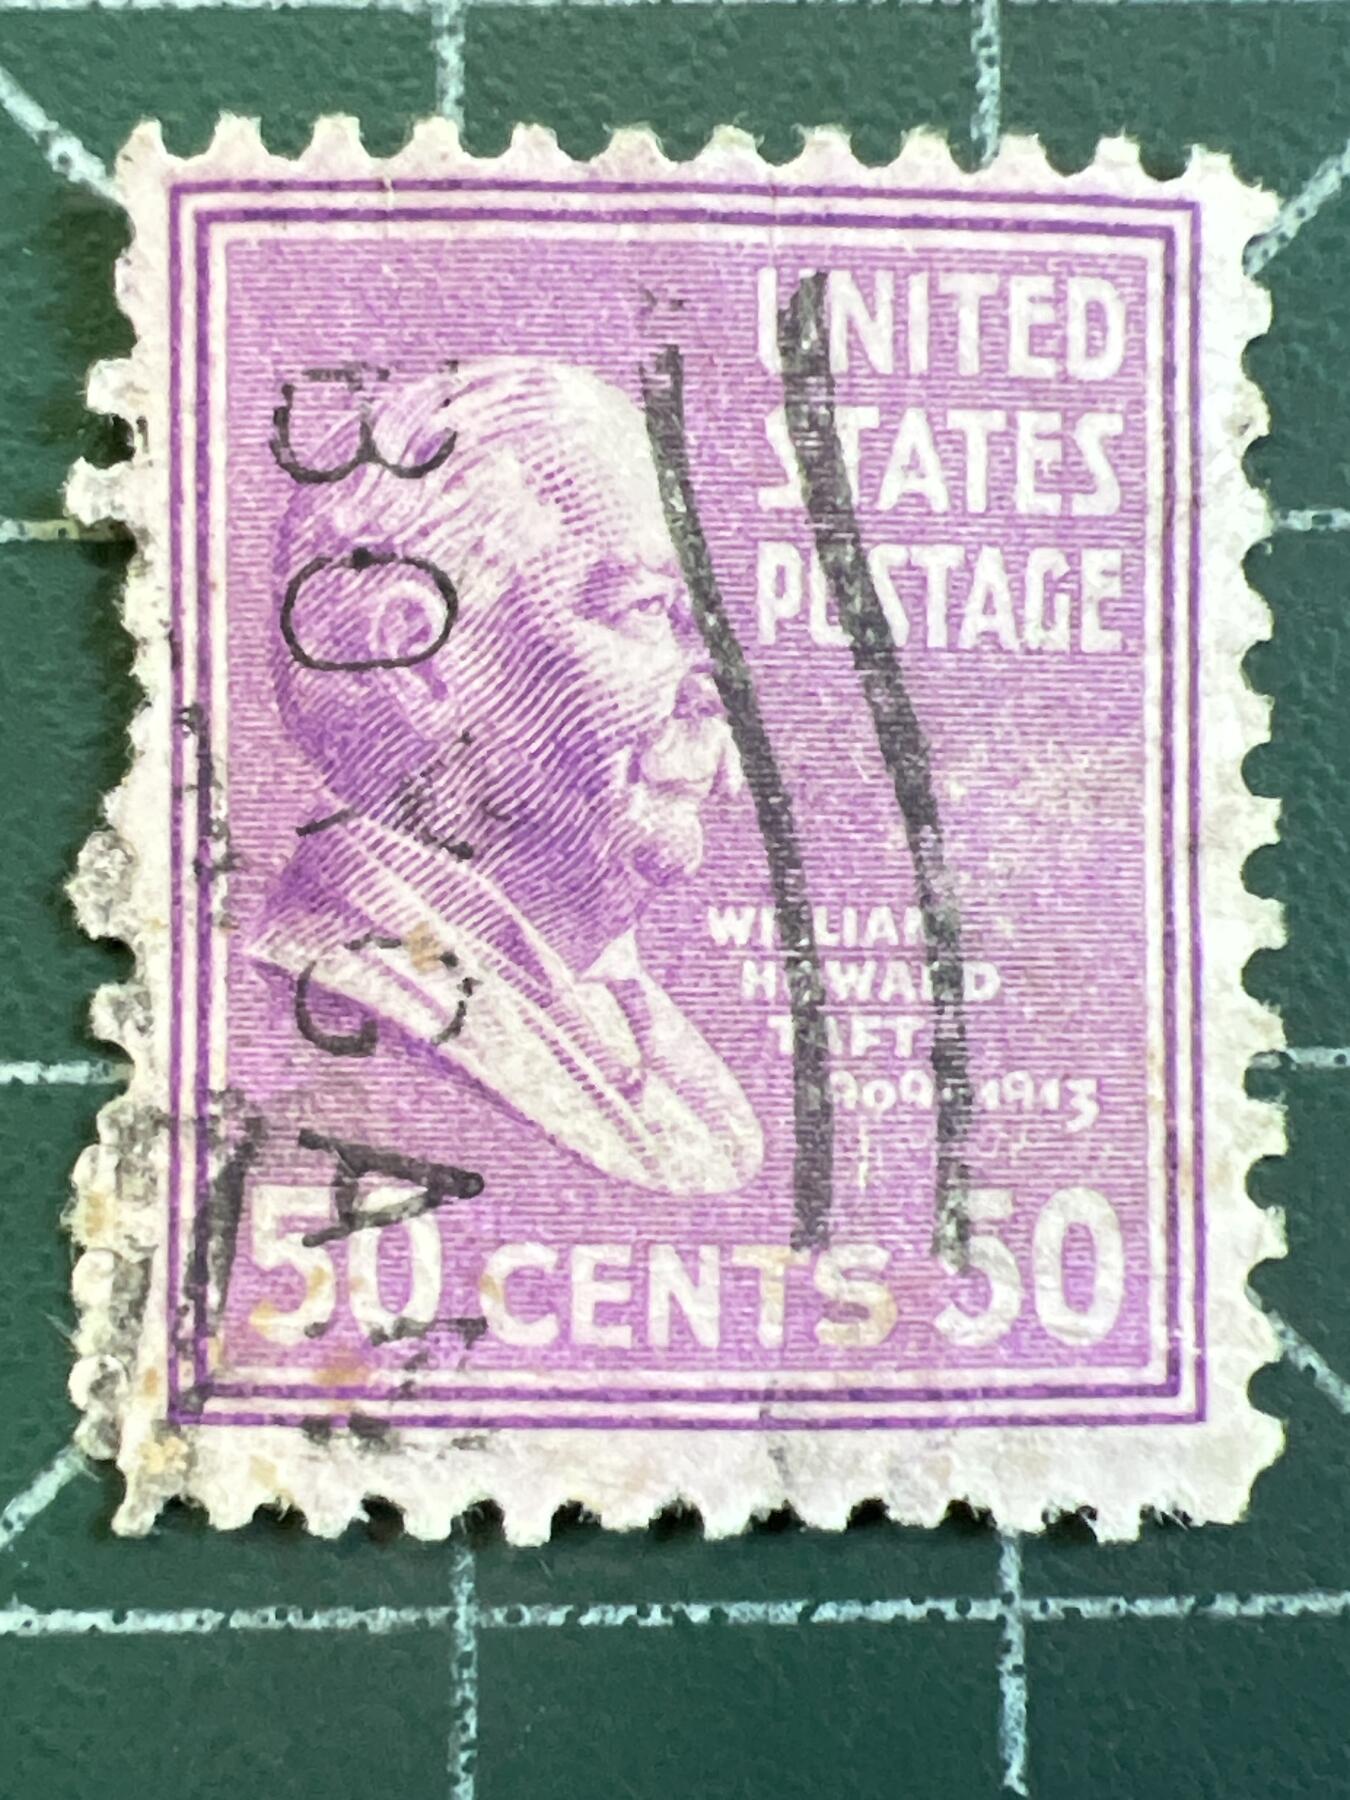 UNITED
STATES
POSTAGE
WILLIAM
HOWARD
TAFT
1909-1913
50 CENTS 50